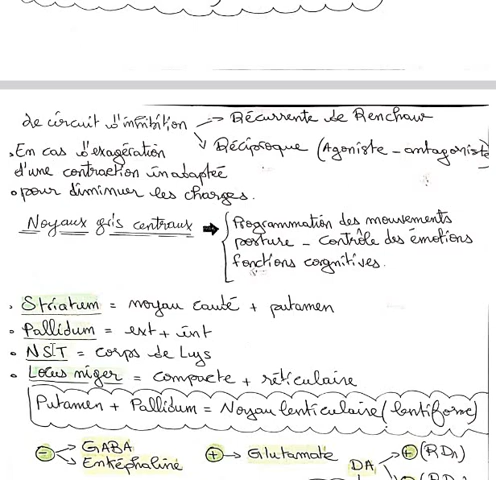 de circuit d'inhibition → Récurrente de Renchaw
↘ Réciproque (Agoniste - antagoniste
. En cas d'exagération
d'une contraction inadaptée
• pour diminuer les charges.
Noyaux gris centraux → Programmation des mouvements
posture - contrôle des émotions
fonctions cognitives.
• Striatum = noyau caudé + putamen
• Pallidum = ext + int
• NSIT = corps de Luys
• Locus niger = compacte + réticulaire
Putamen + Pallidum = Noyau lenticulaire (lentiforme)
⊖ → GABA
→ Enképhaline
⊕ → Glutamate
DA → ⊕ (RD1)